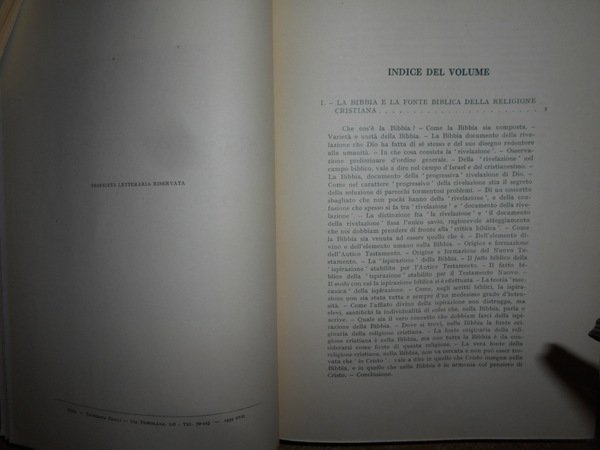 PROPRIETÀ LETTERARIA RISERVATA
INDICE DEL VOLUME
I. – LA BIBBIA E LA FONTE BIBLICA DELLA RELIGIONE
CRISTIANA
Che cos'è la Bibbia? – Come la Bibbia sia composta. –
Varietà e unità della Bibbia. – La Bibbia documento della rivela-
zione che Dio ha fatta di sé stesso e del suo disegno redentore
alla umanità. – In che cosa consista la 'rivelazione'. – Osserva-
zione preliminare d'ordine generale. – Della 'rivelazione' nel
campo biblico, vale a dire nel campo d'Israel e del cristianesimo.
– La Bibbia, documento della 'progressiva' rivelazione di Dio. –
Come nel carattere 'progressivo' della rivelazione stia il segreto
della soluzione di parecchi tormentosi problemi. – Di un concetto
sbagliato che non pochi hanno della 'rivelazione', e della con-
fusione che spesso si fa tra 'rivelazione' e 'documento della rive-
lazione'. – La distinzione fra 'la rivelazione' e 'il documento
della rivelazione' fissa l'unico savio, ragionevole atteggiamento
che noi dobbiam prendere di fronte alla 'critica biblica'. – Come
la Bibbia sia venuta ad essere quello che è. – Dell'elemento di-
vino e dell'elemento umano nella Bibbia. – Origine e formazione
dell'Antico Testamento. – Origine e formazione del Nuovo Te-
stamento. – La 'ispirazione' della Bibbia. – Il fatto biblico della
'ispirazione' stabilito per l'Antico Testamento. – Il fatto bi-
blico della 'ispirazione' stabilito per il Testamento Nuovo. –
Il modo con cui la ispirazione biblica si è effettuata. – La teoria 'mec-
canica' della ispirazione. – Come, negli scritti biblici, la ispira-
zione non sia stata tutta e sempre d'un medesimo grado d'inten-
sità. – Come l'afflato divino della ispirazione non distrugga, ma
elevi, santifichi la individualità di colui che, nella Bibbia, parla e
scrive. – Quale sia il vero concetto che dobbiam farci della ispi-
razione della Bibbia. – Dove si trovi, nella Bibbia, la fonte ori-
ginaria della religione cristiana. – La fonte originaria della reli-
gione cristiana è nella Bibbia, ma non tutta la Bibbia è da con-
siderarsi come fonte di questa religione. – La vera fonte della
religione cristiana, nella Bibbia, non va cercata e non può esser
trovata che 'in Cristo', vale a dire in quello che Cristo insegna nella
Bibbia, e in quello che nella Bibbia è in armonia col pensiero di
Cristo. – Conclusione.